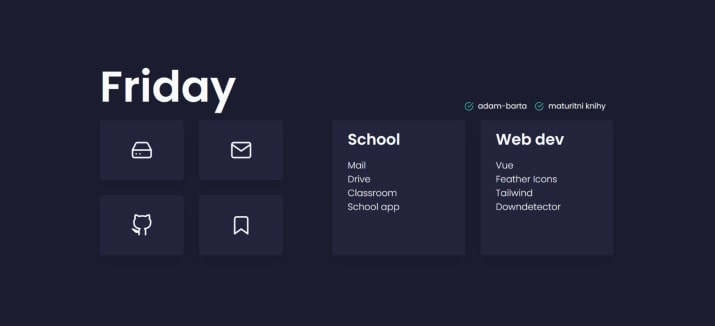 Friday
adam-barta
maturitni knihy
School
Mail
Drive
Classroom
School app
Web dev
Vue
Feather Icons
Tailwind
Downdetector